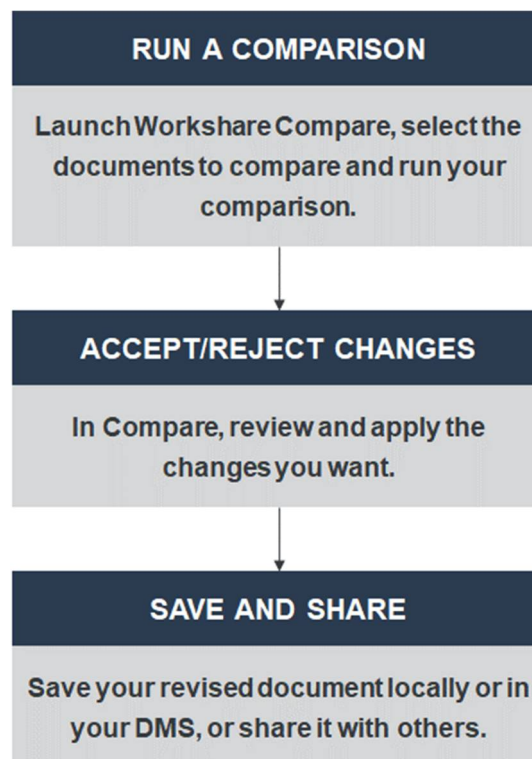 RUN A COMPARISON
Launch Workshare Compare, select the
documents to compare and run your
comparison.
ACCEPT/REJECT CHANGES
In Compare, review and apply the
changes you want.
SAVE AND SHARE
Save your revised document locally or in
your DMS, or share it with others.